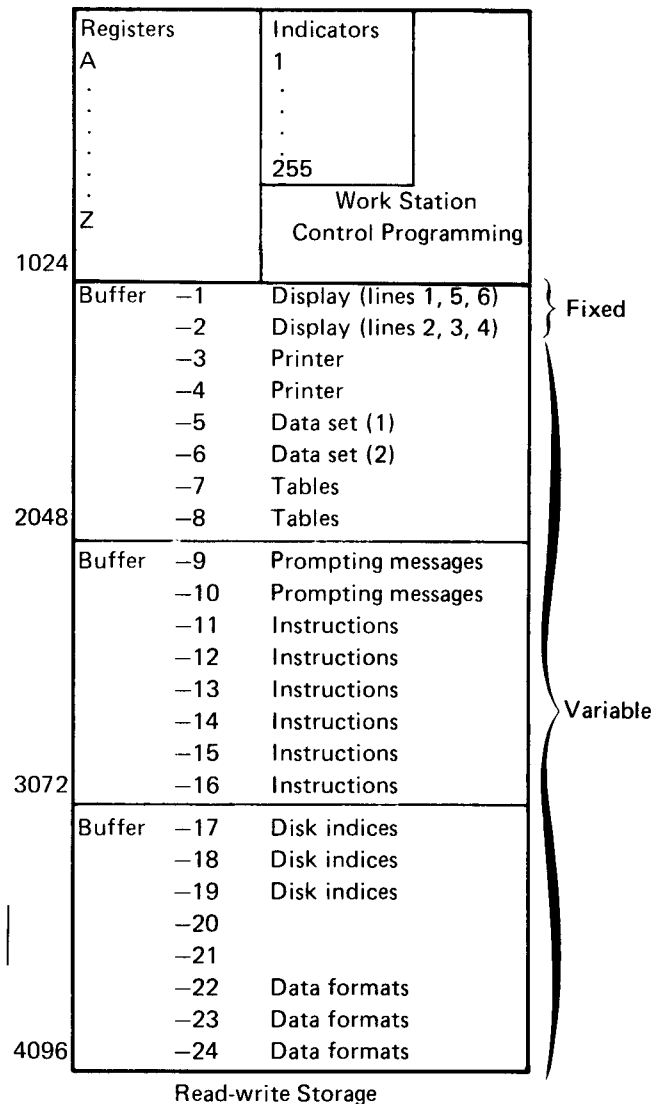 Registers Indicators
A 1
. .
. .
. .
. .
. 255
. Work Station
Z Control Programming
1024
Buffer –1 Display (lines 1, 5, 6)
Fixed
–2 Display (lines 2, 3, 4)
–3 Printer
–4 Printer
–5 Data set (1)
–6 Data set (2)
–7 Tables
2048 –8 Tables
Buffer –9 Prompting messages
–10 Prompting messages
–11 Instructions
–12 Instructions
–13 Instructions
–14 Instructions
Variable
–15 Instructions
3072 –16 Instructions
Buffer –17 Disk indices
–18 Disk indices
–19 Disk indices
–20
–21
–22 Data formats
–23 Data formats
4096 –24 Data formats
Read-write Storage